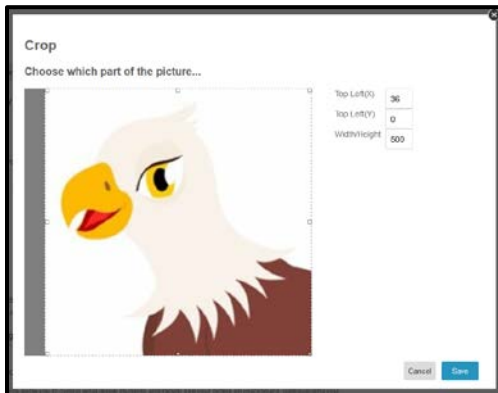 Crop
Choose which part of the picture...
Top Left(X) 36
Top Left(Y) 0
Width/Height 500
Cancel Save